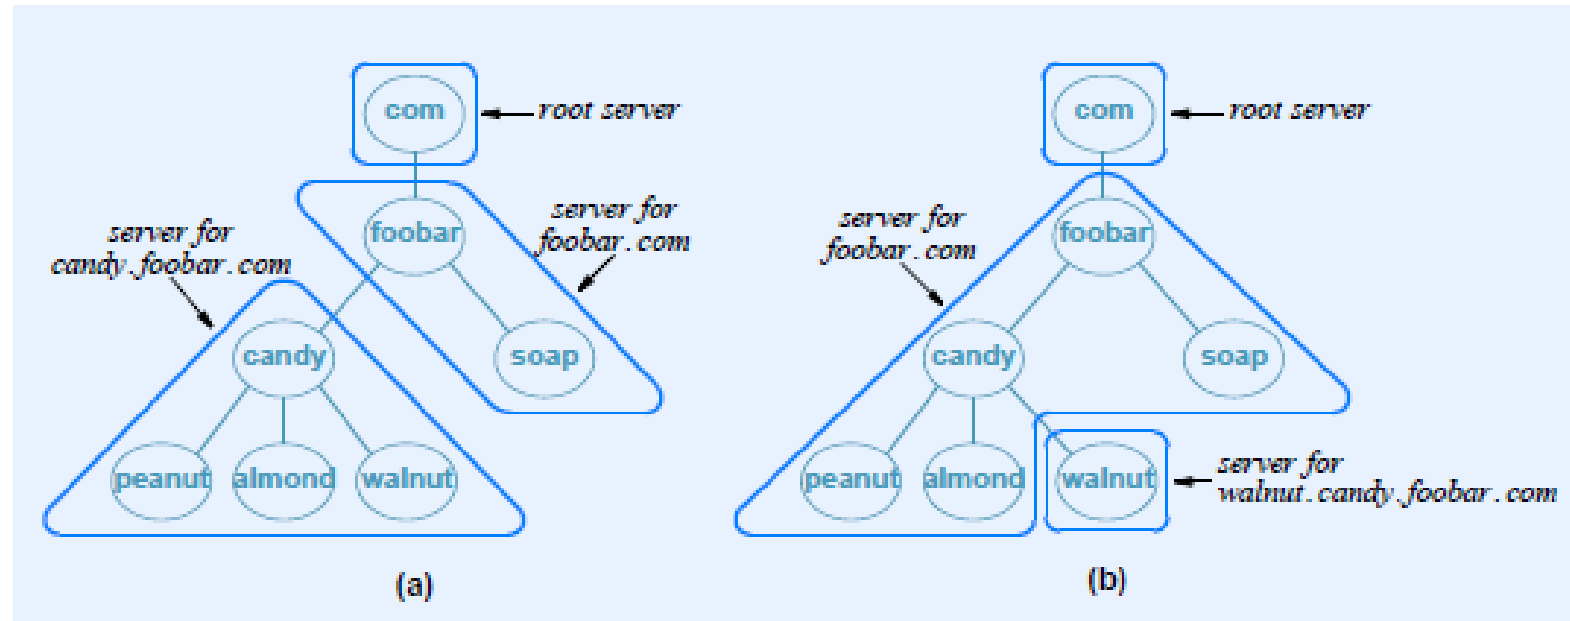 com
root server
server for
foobar.com
foobar
server for
candy.foobar.com
candy
soap
peanut
almond
walnut
(a)
com
root server
server for
foobar.com
foobar
candy
soap
peanut
almond
walnut
server for
walnut.candy.foobar.com
(b)